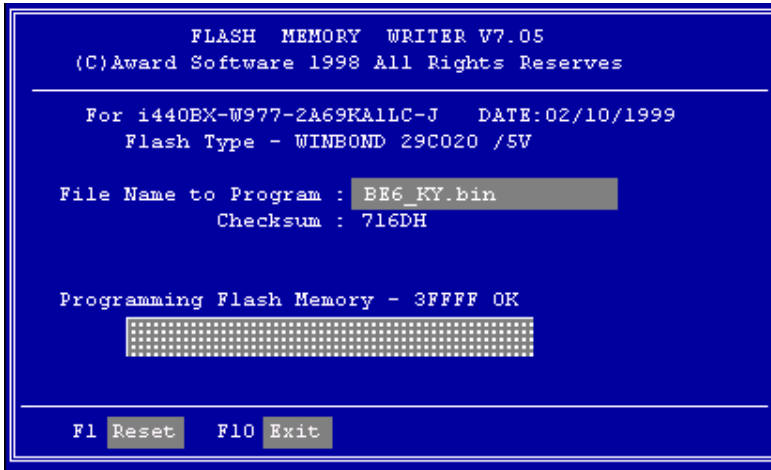 FLASH MEMORY WRITER V7.05
(C)Award Software 1998 All Rights Reserves
For i440BX-W977-2A69KA1LC-J DATE:02/10/1999
Flash Type - WINBOND 29C020 /5V
File Name to Program : BE6_KY.bin
Checksum : 716DH
Programming Flash Memory - 3FFFF OK
F1 Reset F10 Exit